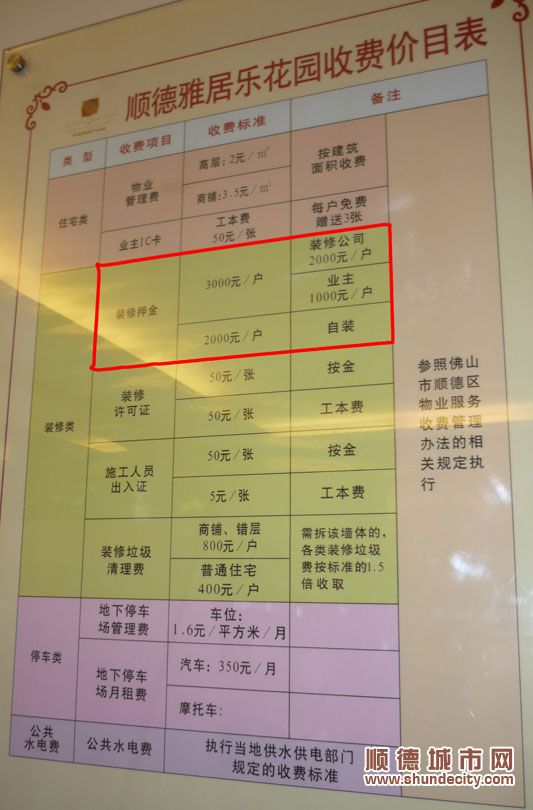 顺德雅居乐花园收费价目表
类 型
收费项目
收费标准
备注
住宅类
物业
管理费
高层：2元/㎡
商铺：3.5元/㎡
按建筑
面积收费
业主IC卡
工本费
50元/张
每户免费
赠送3张
装修类
装修押金
3000元/户
装修公司
2000元/户
业主
1000元/户
2000元/户
自装
装修
许可证
50元/张
按金
50元/张
工本费
施工人员
出入证
50元/张
按金
5元/张
工本费
装修垃圾
清理费
商铺、错层
800元/户
普通住宅
400元/户
需拆该墙体的，
各类装修垃圾
费按标准的1.5
倍收取
参照佛山
市顺德区
物业服务
收费管理
办法的相
关规定执
行
停车类
地下停车
场管理费
车位：
1.6元/平方米/月
地下停车
场月租费
汽车：350元/月
摩托车：
公共
水电费
公共水电费
执行当地供水供电部门
规定的收费标准
顺德城市网
www.shundecity.com